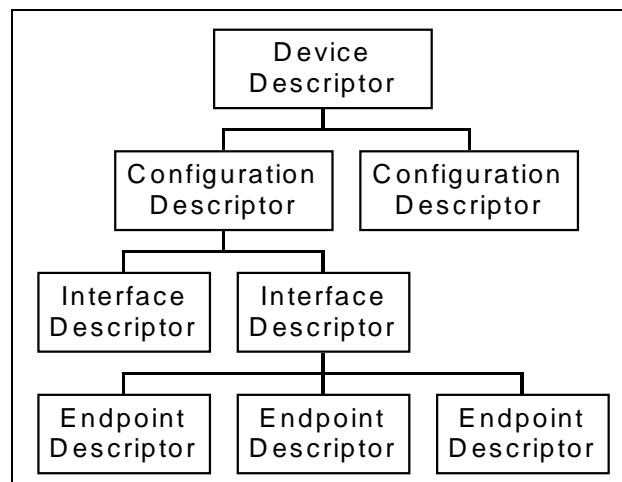 Device
Descriptor
Configuration
Descriptor
Configuration
Descriptor
Interface
Descriptor
Interface
Descriptor
Endpoint
Descriptor
Endpoint
Descriptor
Endpoint
Descriptor